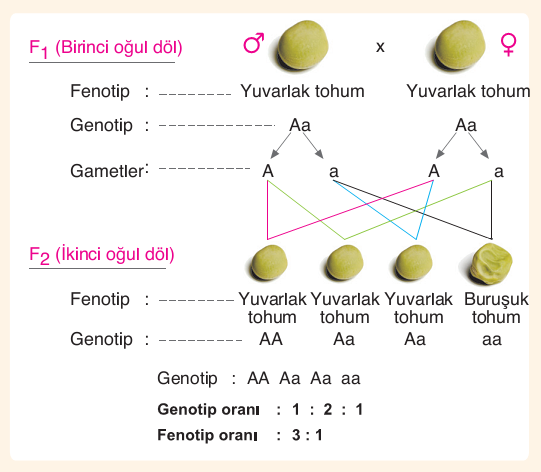 F1 (Birinci oğul döl) ♂ x ♀
Fenotip : Yuvarlak tohum Yuvarlak tohum
Genotip : Aa Aa
Gametler: A a A a
F2 (İkinci oğul döl)
Fenotip : Yuvarlak tohum Yuvarlak tohum Yuvarlak tohum Buruşuk tohum
Genotip : AA Aa Aa aa
Genotip : AA Aa Aa aa
Genotip oranı : 1 : 2 : 1
Fenotip oranı : 3 : 1